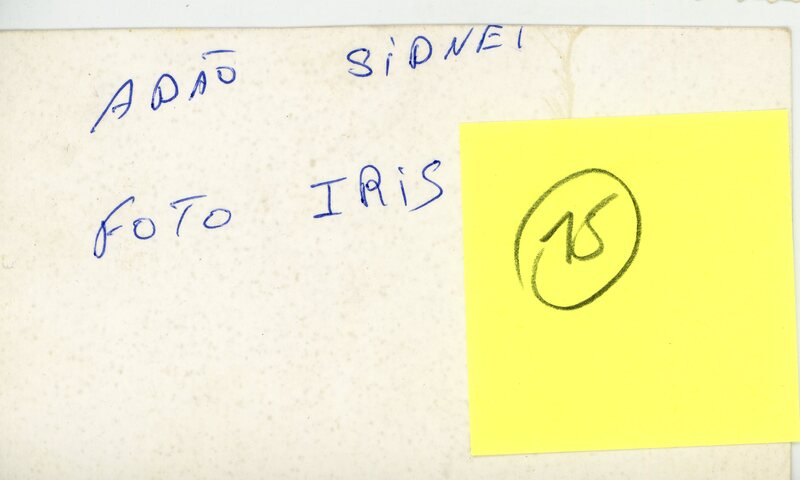 ADÃO SIDNEI
FOTO IRIS
15